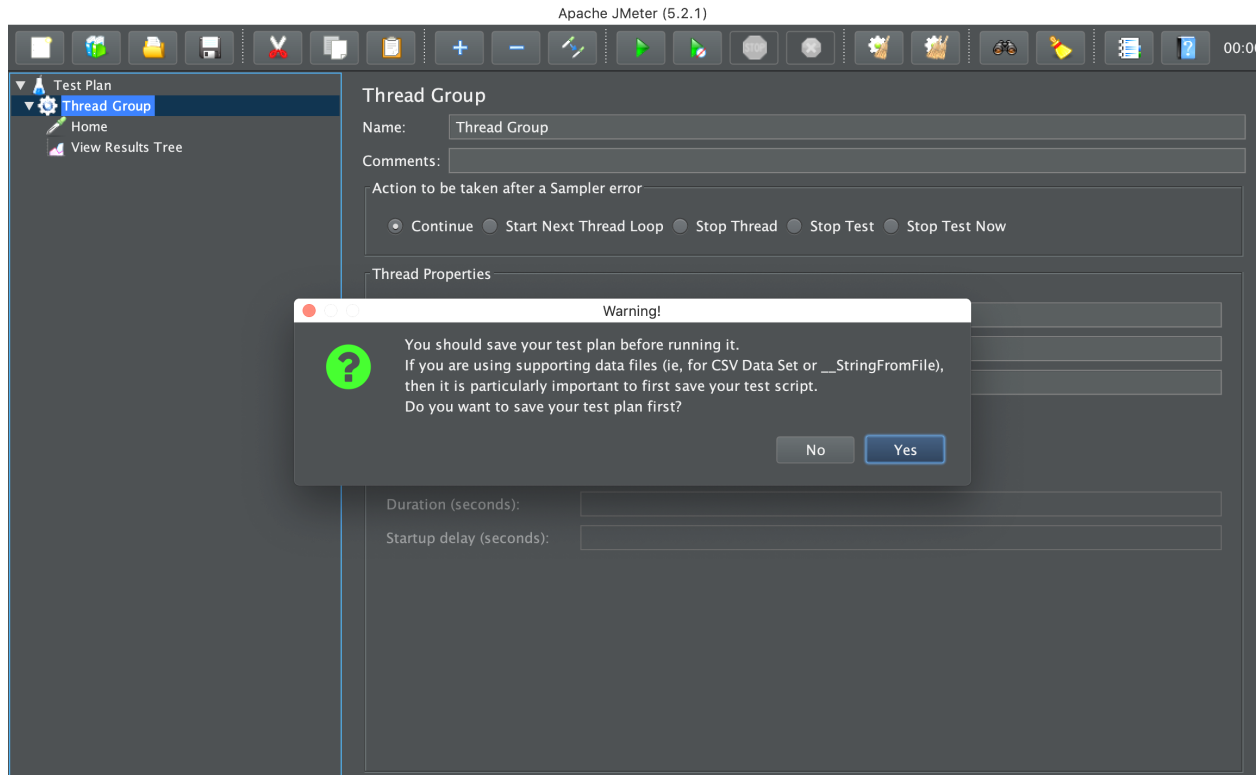 Apache JMeter (5.2.1)
STOP
00:00
Test Plan
Thread Group
Home
View Results Tree
Thread Group
Name:
Thread Group
Comments:
Action to be taken after a Sampler error
Continue
Start Next Thread Loop
Stop Thread
Stop Test
Stop Test Now
Thread Properties
Warning!
You should save your test plan before running it.
If you are using supporting data files (ie, for CSV Data Set or __StringFromFile),
then it is particularly important to first save your test script.
Do you want to save your test plan first?
No
Yes
Duration (seconds):
Startup delay (seconds):